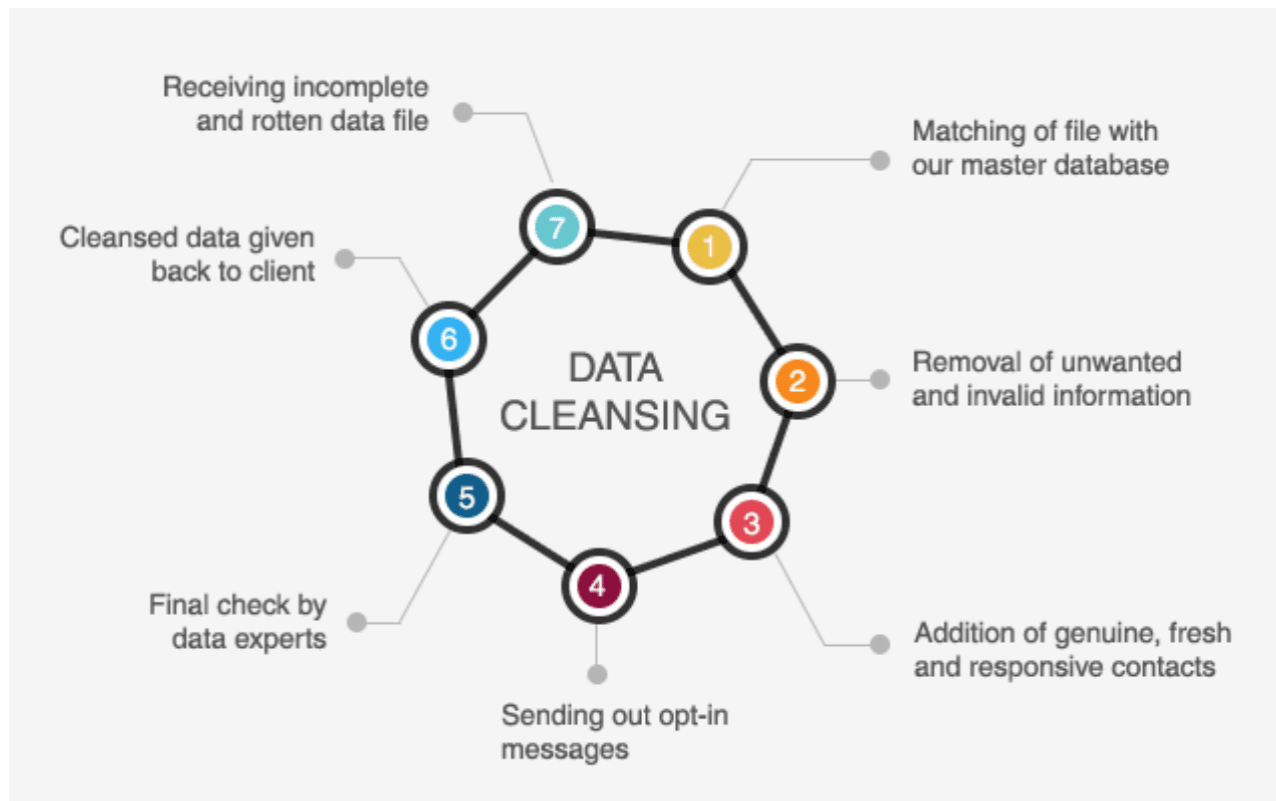 Receiving incomplete
and rotten data file
7
Matching of file with
our master database
1
Cleansed data given
back to client
6
DATA
CLEANSING
Removal of unwanted
and invalid information
2
3
Addition of genuine, fresh
and responsive contacts
5
Final check by
data experts
4
Sending out opt-in
messages